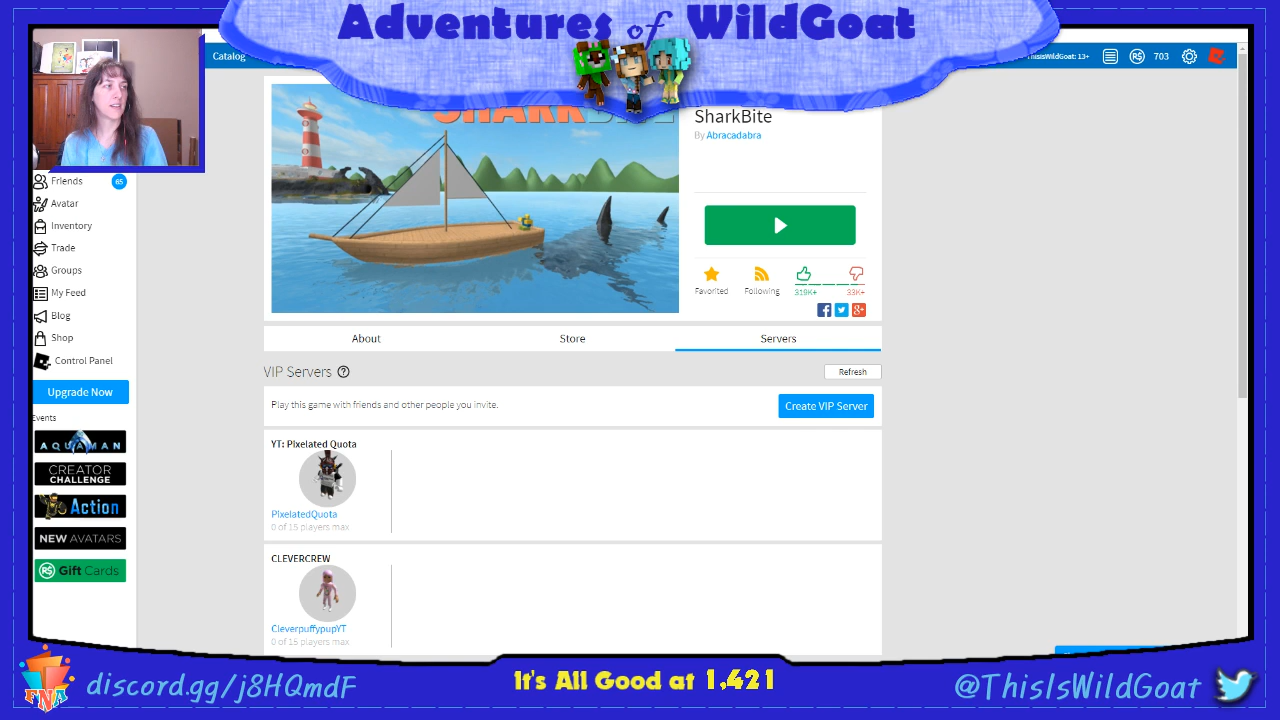 Adventures of WildGoat
Catalog
ThisIsWildGoat: 13+
703
SHARKBITE
SharkBite
By Abracadabra
Friends
65
Avatar
Inventory
Trade
Groups
My Feed
Blog
Shop
Control Panel
Upgrade Now
Events
AQUAMAN
CREATOR
CHALLENGE
Action
NEW AVATARS
R$ Gift Cards
Favorited
Following
319K+
33K+
About
Store
Servers
VIP Servers
Refresh
Play this game with friends and other people you invite.
Create VIP Server
YT: Pixelated Quota
PixelatedQuota
0 of 15 players max
CLEVERCREW
CleverpuffypupYT
0 of 15 players max
FNA
discord.gg/j8HQmdF
It's All Good at 1,421
@ThisIsWildGoat